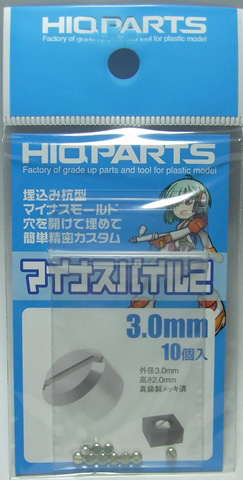 HIQPARTS
Factory of grade up parts and tool for plastic model
HIQPARTS
Factory of grade up parts and tool for plastic model
埋込み杭型
マイナスモールド
穴を開けて埋めて
簡単精密カスタム
マイナスパイル2
3.0mm
10個入
外径3.0mm
高さ2.0mm
真鍮製メッキ済